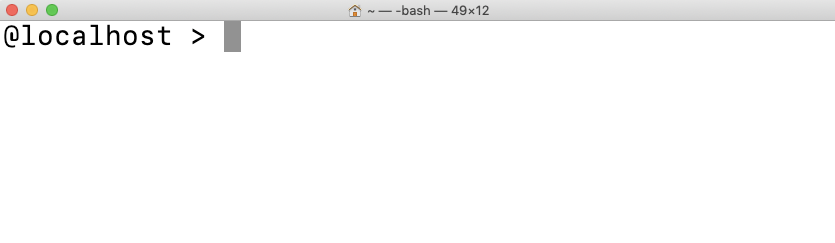 ~ — -bash — 49×12
@localhost >